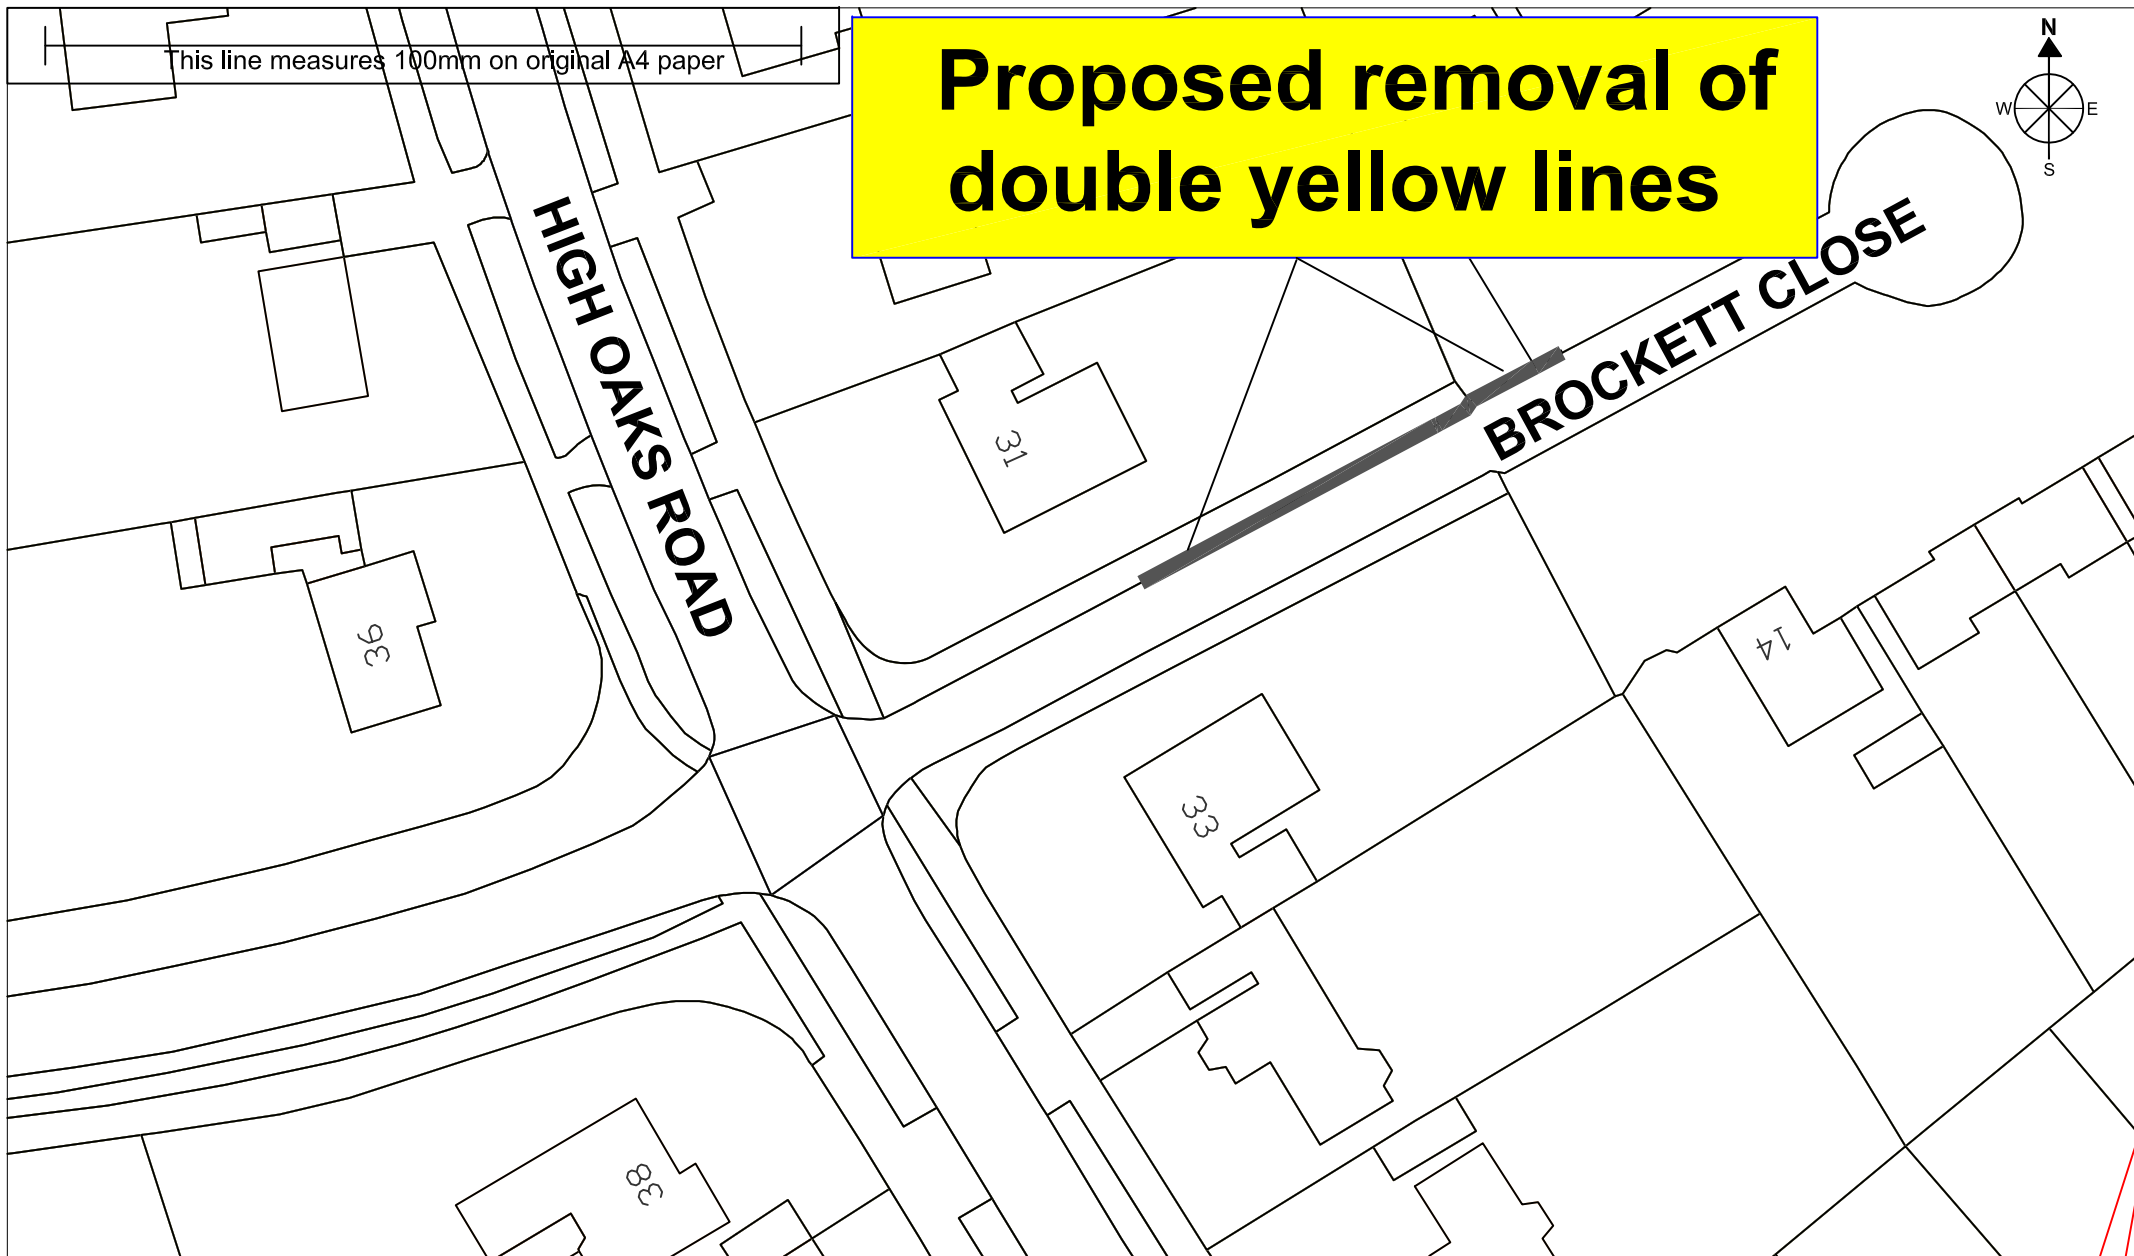 This line measures 100mm on original A4 paper
Proposed removal of
double yellow lines
N
W
E
S
HIGH OAKS ROAD
BROCKETT CLOSE
31
36
14
33
38